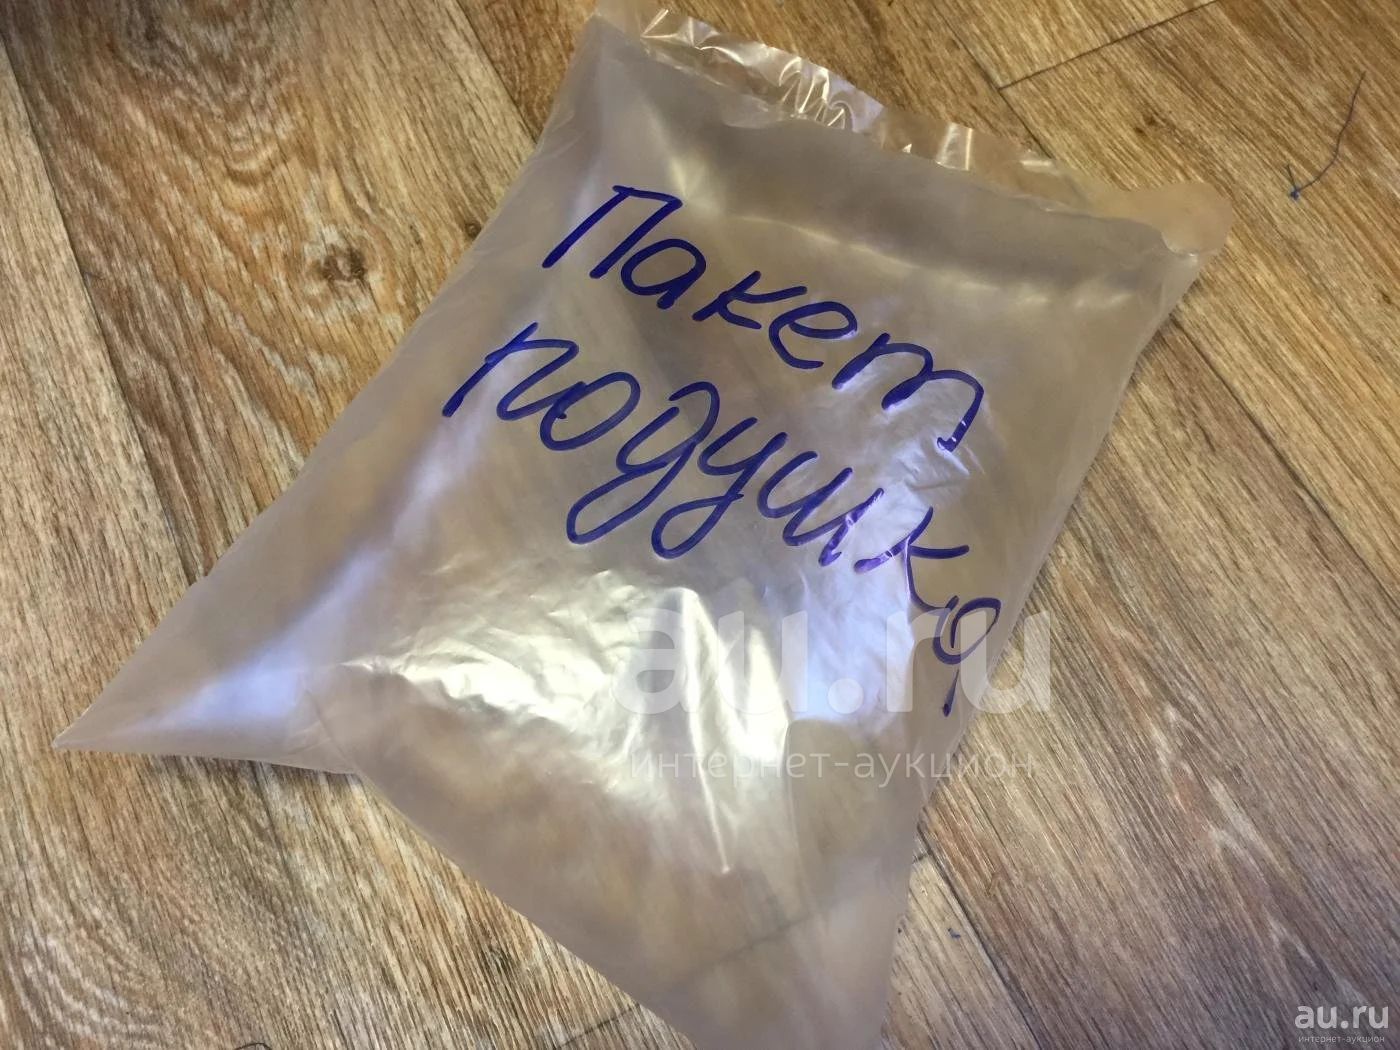 Пакет
подушка
au.ru
интернет-аукцион
au.ru
интернет-аукцион